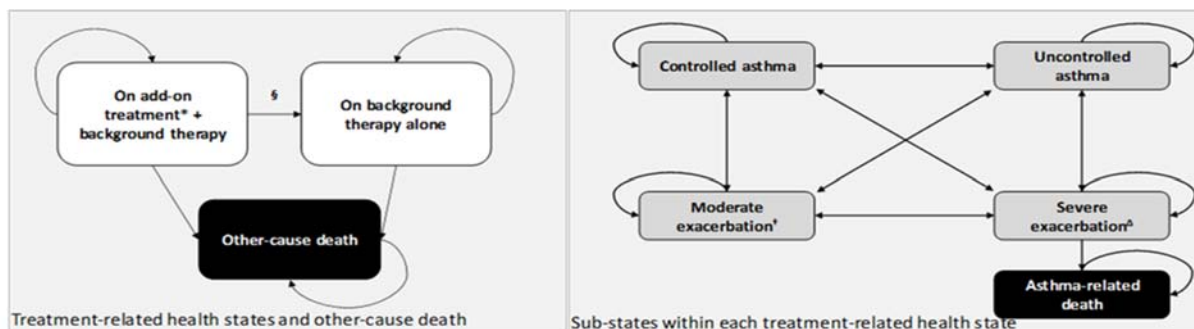 On add-on
treatment* +
background therapy
§
On background
therapy alone
Other-cause death
Treatment-related health states and other-cause death
Controlled asthma
Uncontrolled
asthma
Moderate
exacerbation†
Severe
exacerbationᐃ
Asthma-related
death
Sub-states within each treatment-related health state